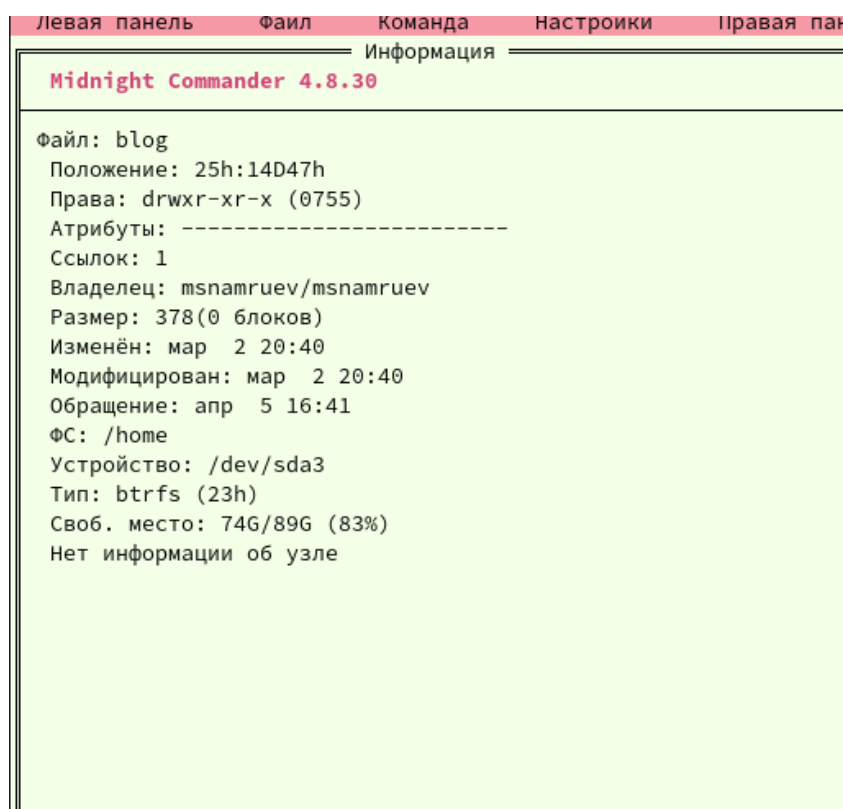 Левая панель Файл Команда Настройки Правая пан
Информация
Midnight Commander 4.8.30
Файл: blog
Положение: 25h:14D47h
Права: drwxr-xr-x (0755)
Атрибуты: -------------------------
Ссылок: 1
Владелец: msnamruev/msnamruev
Размер: 378(0 блоков)
Изменён: мар  2 20:40
Модифицирован: мар  2 20:40
Обращение: апр  5 16:41
ФС: /home
Устройство: /dev/sda3
Тип: btrfs (23h)
Своб. место: 74G/89G (83%)
Нет информации об узле